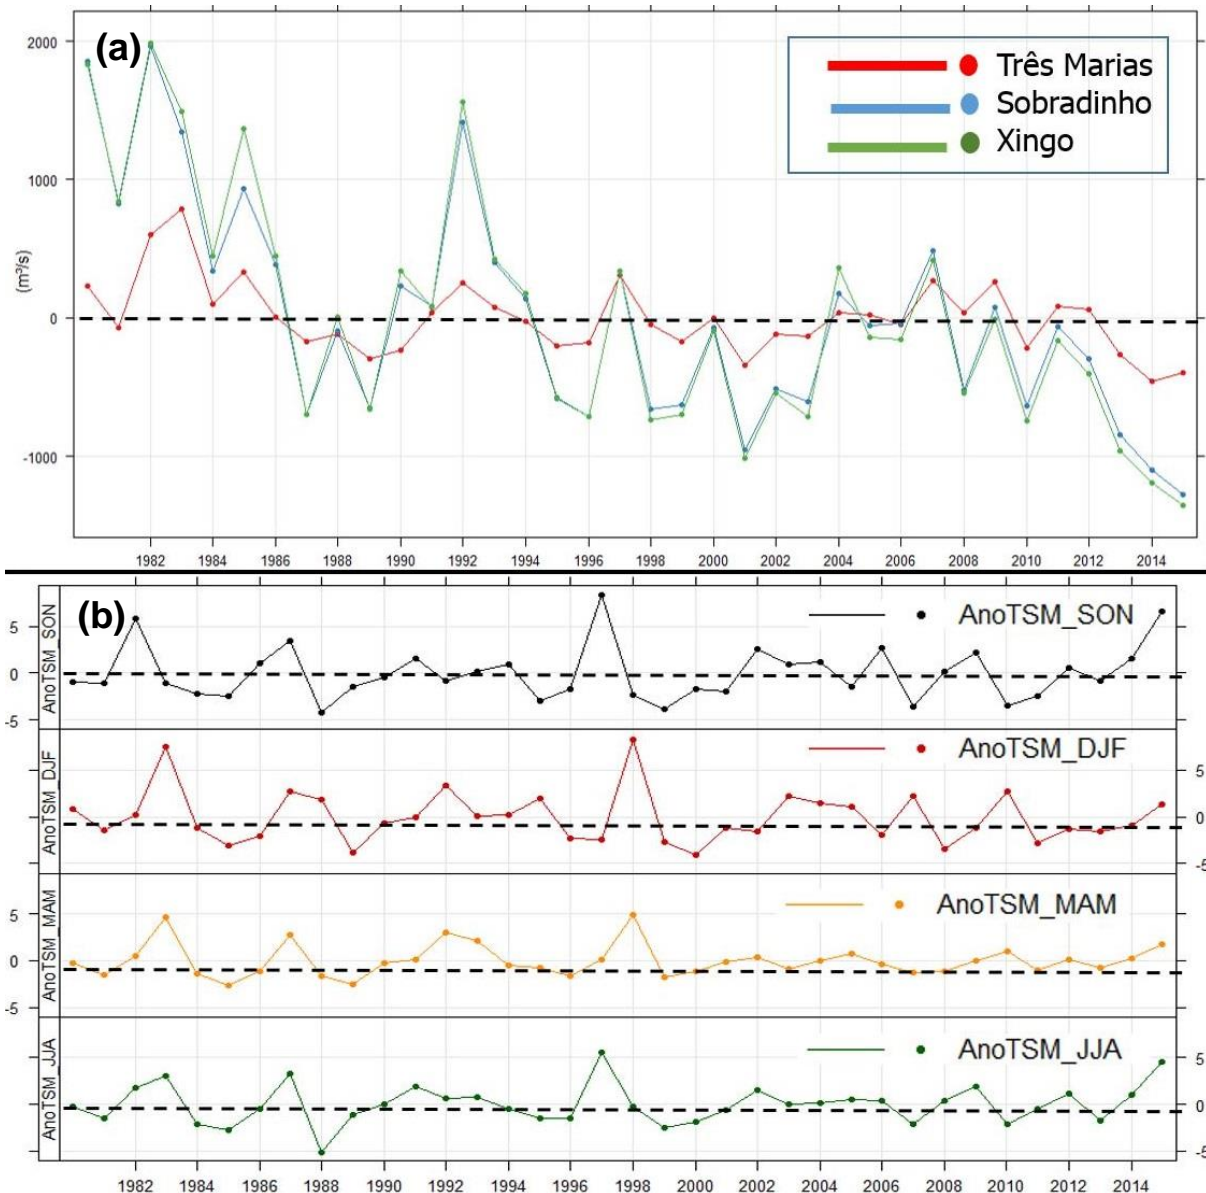 (a)
Três Marias
Sobradinho
Xingo
2000
1000
0
-1000
(m³/s)
1982 1984 1986 1988 1990 1992 1994 1996 1998 2000 2002 2004 2006 2008 2010 2012 2014
(b)
AnoTSM_SON
AnoTSM_SON
5
0
-5
AnoTSM_DJF
AnoTSM_DJF
5
0
-5
AnoTSM_MAM
AnoTSM_MAM
5
0
-5
AnoTSM_JJA
AnoTSM_JJA
5
0
-5
1982 1984 1986 1988 1990 1992 1994 1996 1998 2000 2002 2004 2006 2008 2010 2012 2014